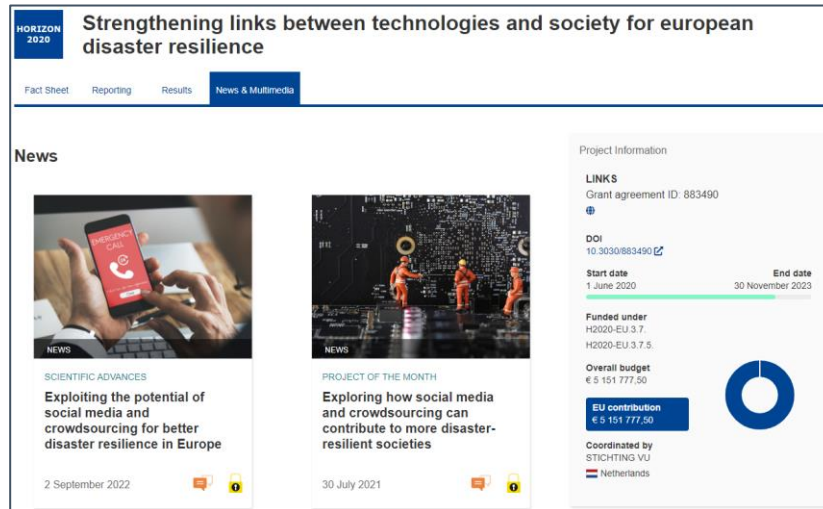 HORIZON
2020
Strengthening links between technologies and society for european
disaster resilience
Fact Sheet
Reporting
Results
News & Multimedia
News
EMERGENCY
CALL
NEWS
SCIENTIFIC ADVANCES
Exploiting the potential of
social media and
crowdsourcing for better
disaster resilience in Europe
2 September 2022
NEWS
PROJECT OF THE MONTH
Exploring how social media
and crowdsourcing can
contribute to more disaster-
resilient societies
30 July 2021
Project Information
LINKS
Grant agreement ID: 883490
DOI
10.3030/883490
Start date
1 June 2020
End date
30 November 2023
Funded under
H2020-EU.3.7.
H2020-EU.3.7.5.
Overall budget
€ 5 151 777,50
EU contribution
€ 5 151 777,50
Coordinated by
STICHTING VU
Netherlands